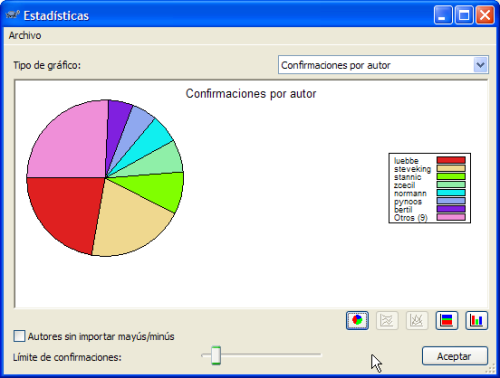 Estadísticas
Archivo
Tipo de gráfico:
Confirmaciones por autor
Confirmaciones por autor
luebbe
steveking
stannic
zoecil
normann
pynoos
bertil
Otros (9)
Autores sin importar mayús/minús
Límite de confirmaciones:
Aceptar